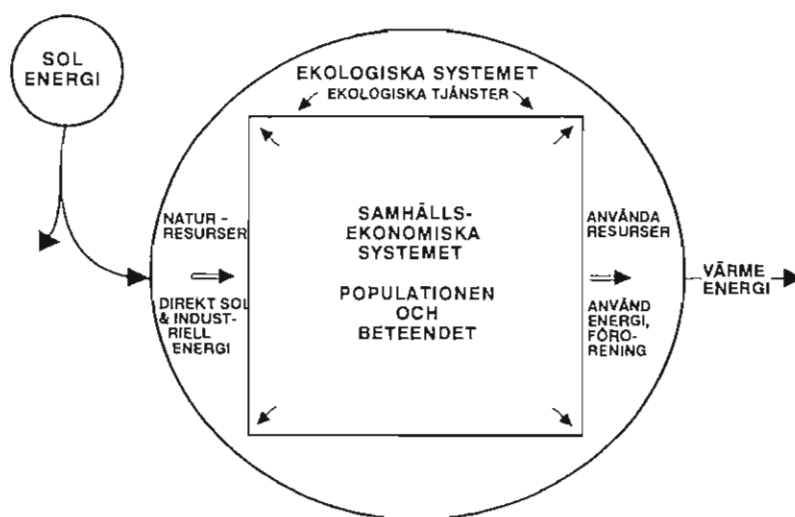 SOL
ENERGI
EKOLOGISKA SYSTEMET
EKOLOGISKA TJÄNSTER
NATUR-
RESURSER
DIREKT SOL
& INDUST-
RIELL
ENERGI
SAMHÄLLS-
EKONOMISKA
SYSTEMET
POPULATIONEN
OCH
BETEENDET
ANVÄNDA
RESURSER
ANVÄND
ENERGI,
FÖRO-
RENING
VÄRME
ENERGI